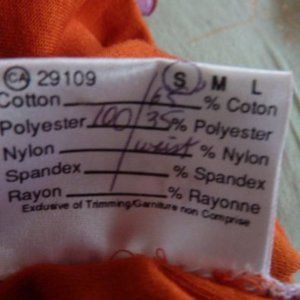 CA 29109 S M L
Cotton / 65 % Coton
Polyester 100 / 35 % Polyester
Nylon / waist % Nylon
Spandex % Spandex
Rayon % Rayonne
Exclusive of Trimming/Garniture non Comprise